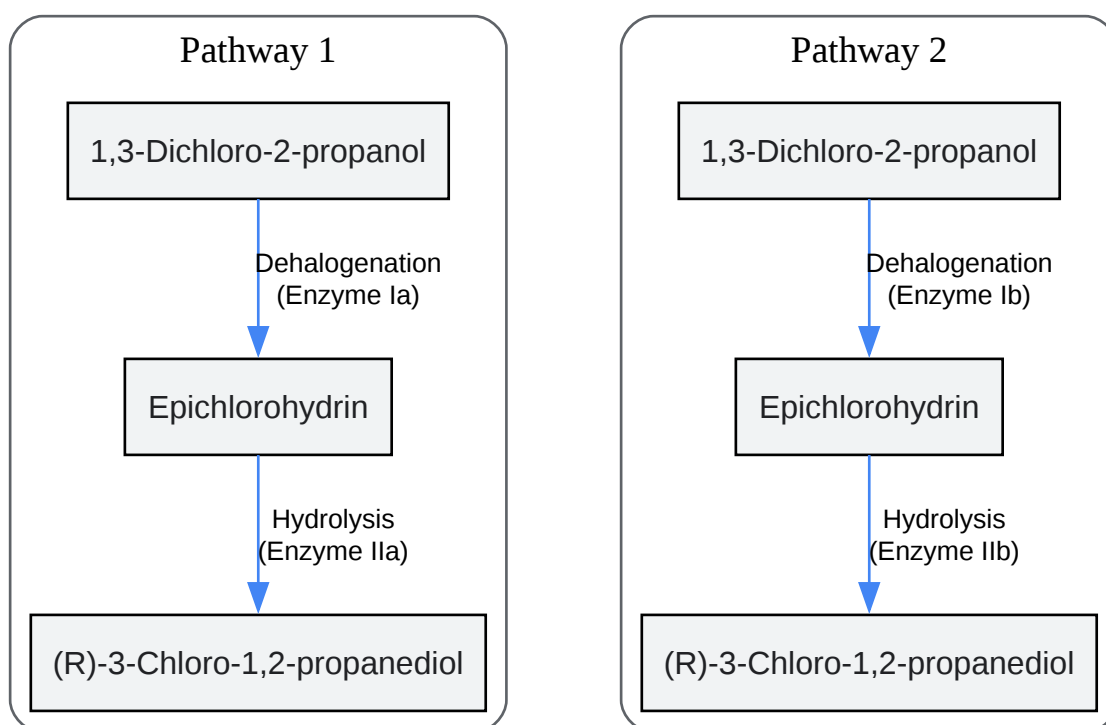 Pathway 1
1,3-Dichloro-2-propanol
Dehalogenation
(Enzyme Ia)
Epichlorohydrin
Hydrolysis
(Enzyme IIa)
(R)-3-Chloro-1,2-propanediol
Pathway 2
1,3-Dichloro-2-propanol
Dehalogenation
(Enzyme Ib)
Epichlorohydrin
Hydrolysis
(Enzyme IIb)
(R)-3-Chloro-1,2-propanediol